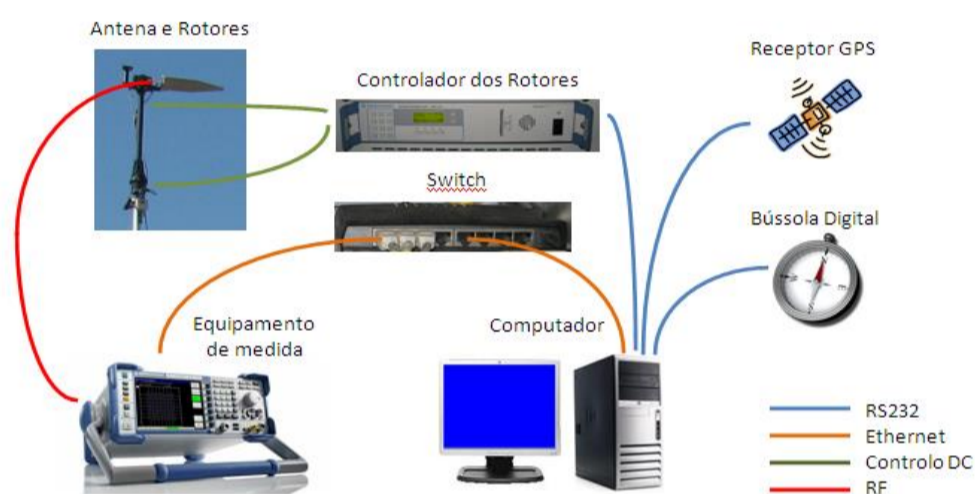 Antena e Rotores
Controlador dos Rotores
Receptor GPS
Switch
Bússola Digital
Equipamento
de medida
Computador
RS232
Ethernet
Controlo DC
RF